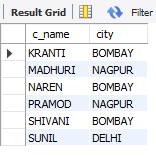 Result Grid Filter
c_name city
KRANTI BOMBAY
MADHURI NAGPUR
NAREN BOMBAY
PRAMOD NAGPUR
SHIVANI BOMBAY
SUNIL DELHI